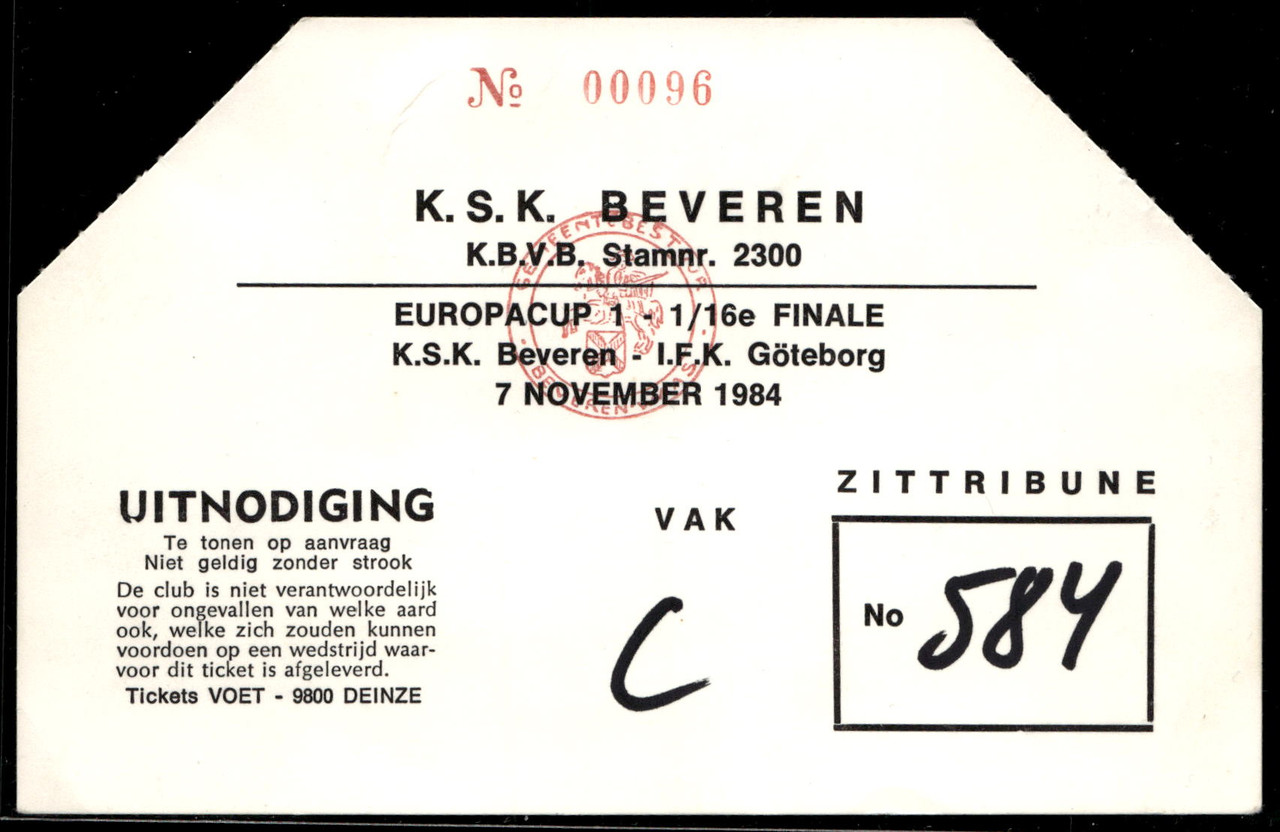 No 00096
K. S. K. BEVEREN
K.B.V.B. Stamnr. 2300
GEMEENTEBESTUUR
EUROPACUP 1 - 1/16e FINALE
K.S.K. Beveren - I.F.K. Göteborg
BEVEREN-WAAS
7 NOVEMBER 1984
UITNODIGING
Te tonen op aanvraag
Niet geldig zonder strook
De club is niet verantwoordelijk
voor ongevallen van welke aard
ook, welke zich zouden kunnen
voordoen op een wedstrijd waar-
voor dit ticket is afgeleverd.
Tickets VOET - 9800 DEINZE
VAK
C
ZITTRIBUNE
No 584